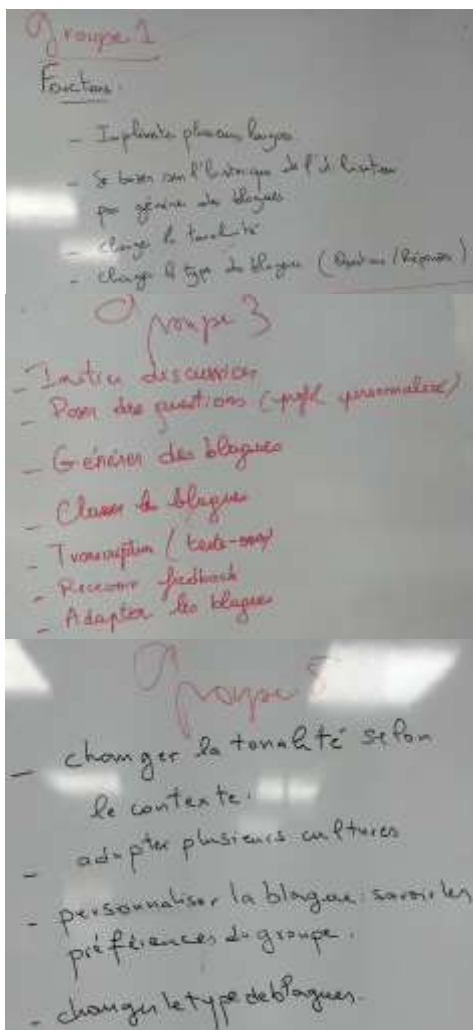 Groupe 1
Fonctions.
- Implémenter plusieurs langues
- Se baser sur l'historique de l'utilisateur
pour générer des blagues
- changer la tonalité
- changer le type de blagues (Questions / Réponses)
Groupe 3
- Initier discussion
- Poser des questions (profil personnalisé)
- Générer des blagues
- Classer les blagues
- Transcription (texte-
- Recevoir feedback
- Adapter les blagues
Groupe 5
- changer la tonalité selon
le contexte.
- adapter plusieurs cultures
- personnaliser la blague : savoir les
préférences du groupe.
- changer le type de blagues.